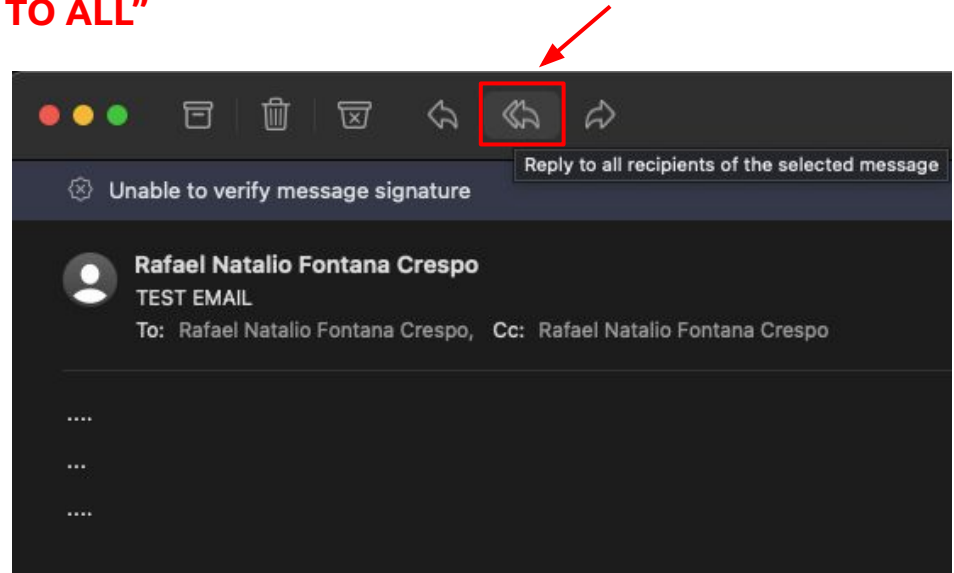 TO ALL”
Reply to all recipients of the selected message
Unable to verify message signature
Rafael Natalio Fontana Crespo
TEST EMAIL
To: Rafael Natalio Fontana Crespo, Cc: Rafael Natalio Fontana Crespo
....
...
....